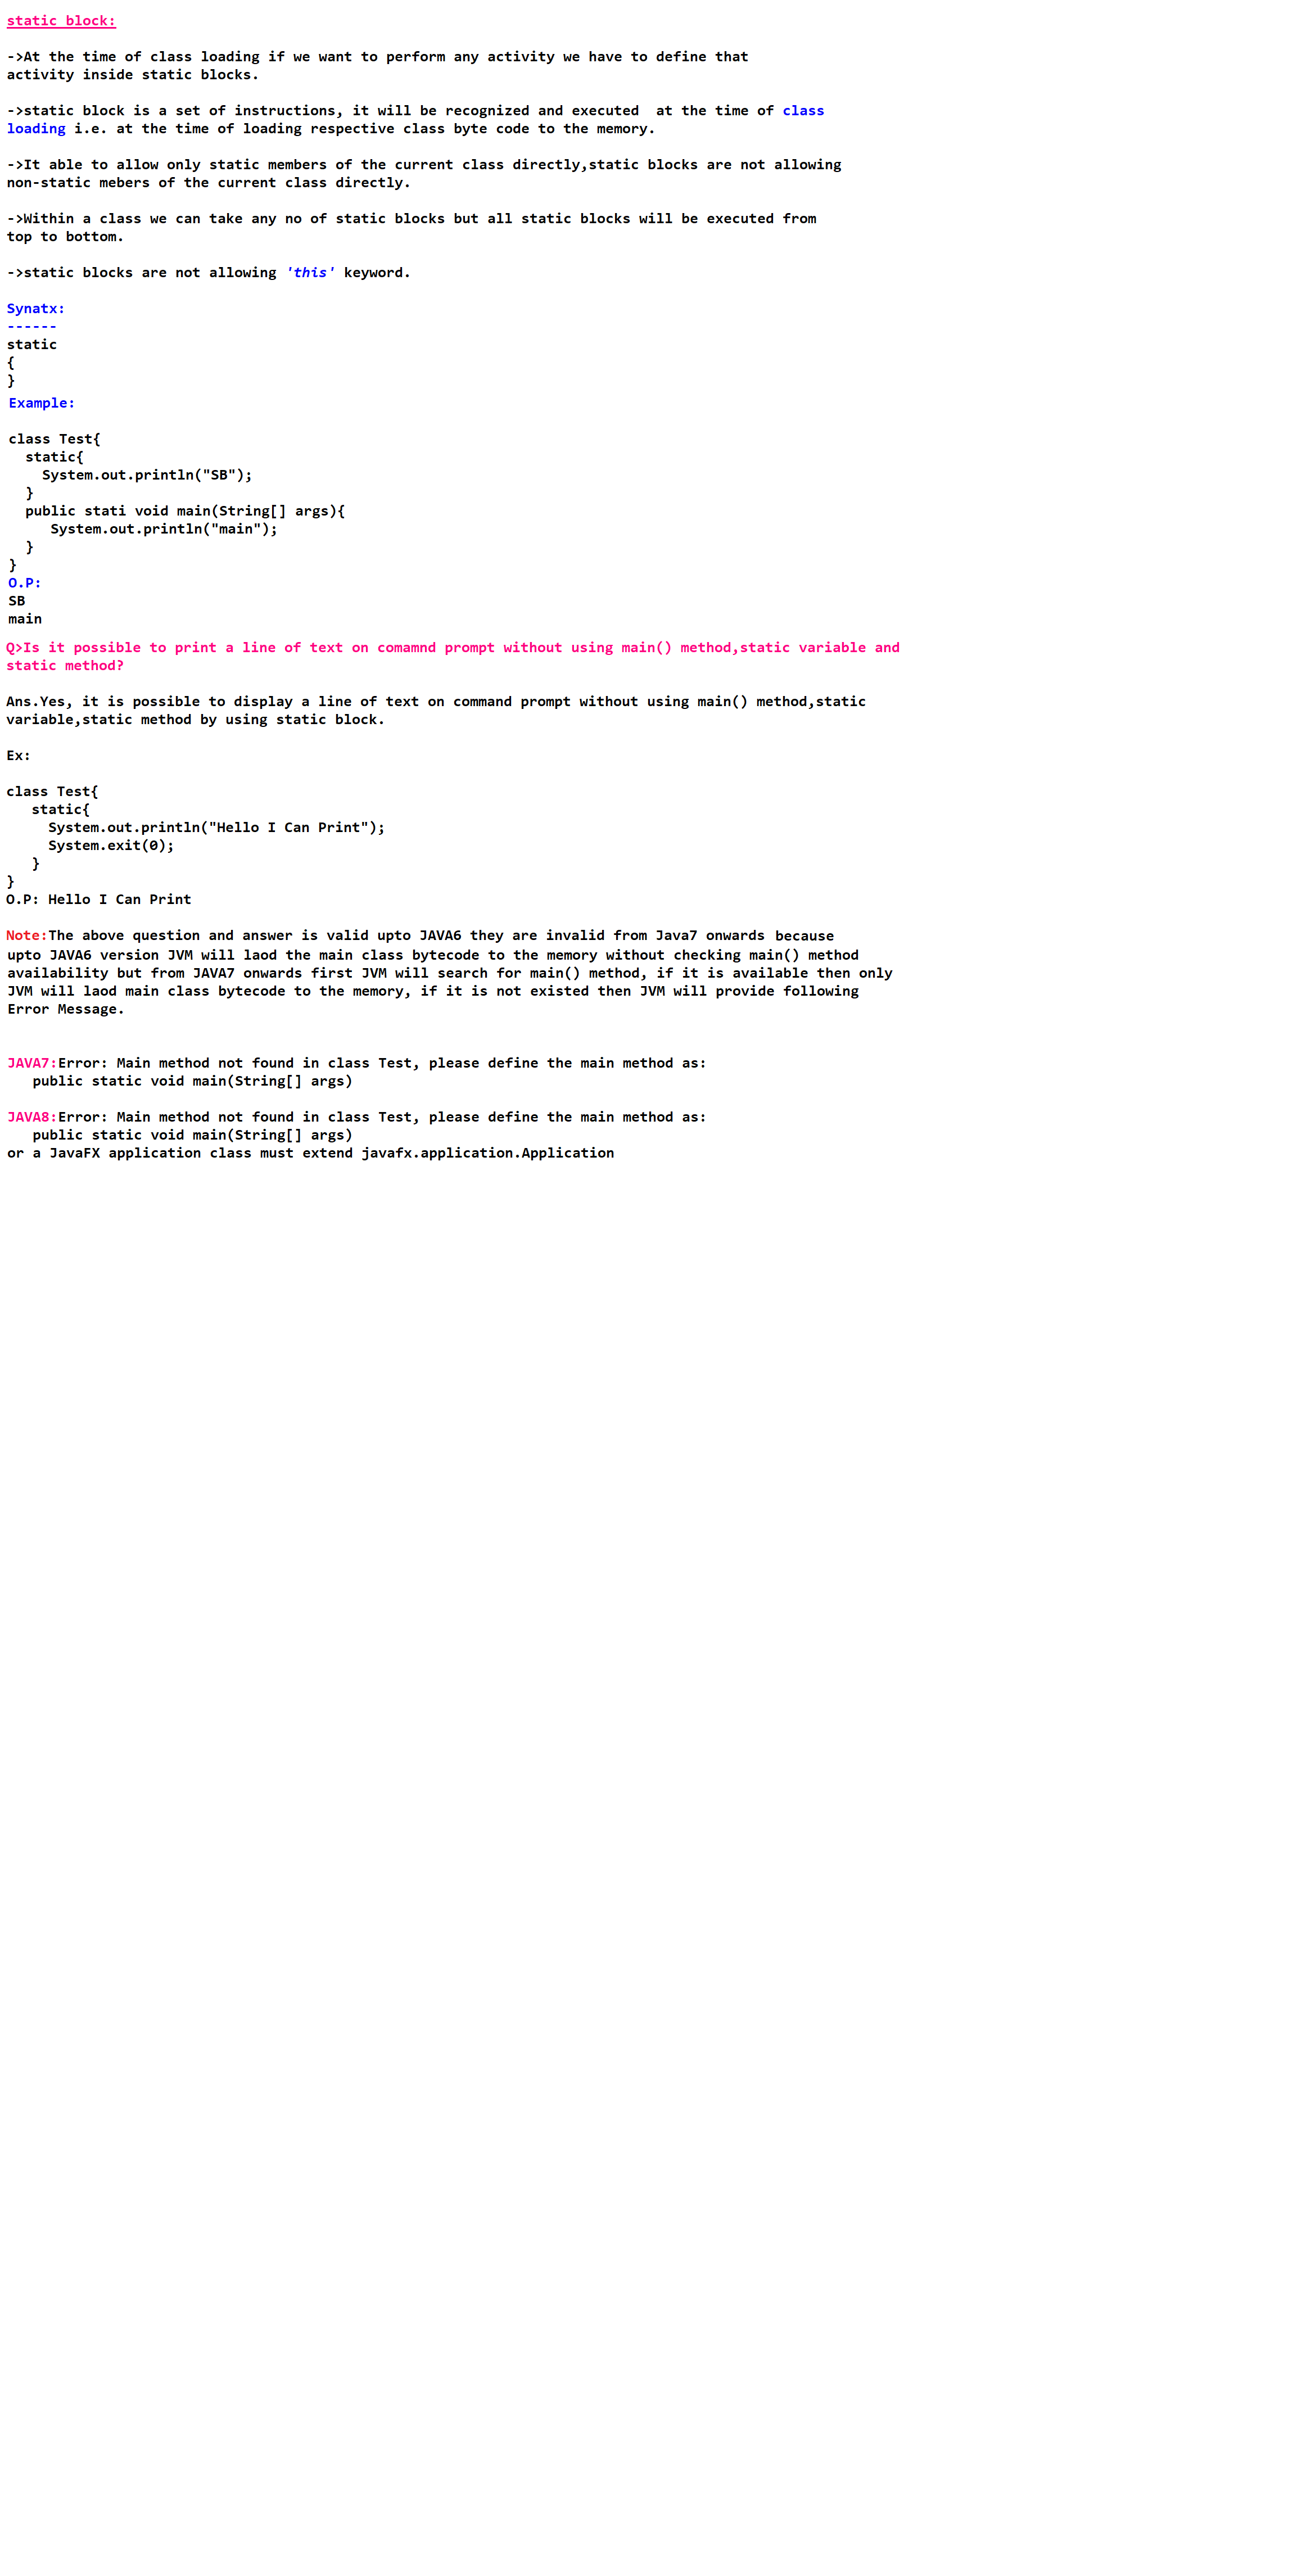 static block:
->At the time of class loading if we want to perform any activity we have to define that
activity inside static blocks.
->static block is a set of instructions, it will be recognized and executed  at the time of class
loading i.e. at the time of loading respective class byte code to the memory.
->It able to allow only static members of the current class directly,static blocks are not allowing
non-static mebers of the current class directly.
->Within a class we can take any no of static blocks but all static blocks will be executed from
top to bottom.
->static blocks are not allowing 'this' keyword.
Synatx:
------
static
{
}
Example:
class Test{
  static{
    System.out.println("SB");
  }
  public stati void main(String[] args){
     System.out.println("main");
  }
}
O.P:
SB
main
Q>Is it possible to print a line of text on comamnd prompt without using main() method,static variable and
static method?
Ans.Yes, it is possible to display a line of text on command prompt without using main() method,static
variable,static method by using static block.
Ex:
class Test{
   static{
     System.out.println("Hello I Can Print");
     System.exit(0);
   }
}
O.P: Hello I Can Print
Note:The above question and answer is valid upto JAVA6 they are invalid from Java7 onwards because
upto JAVA6 version JVM will laod the main class bytecode to the memory without checking main() method
availability but from JAVA7 onwards first JVM will search for main() method, if it is available then only
JVM will laod main class bytecode to the memory, if it is not existed then JVM will provide following
Error Message.
JAVA7:Error: Main method not found in class Test, please define the main method as:
   public static void main(String[] args)
JAVA8:Error: Main method not found in class Test, please define the main method as:
   public static void main(String[] args)
or a JavaFX application class must extend javafx.application.Application